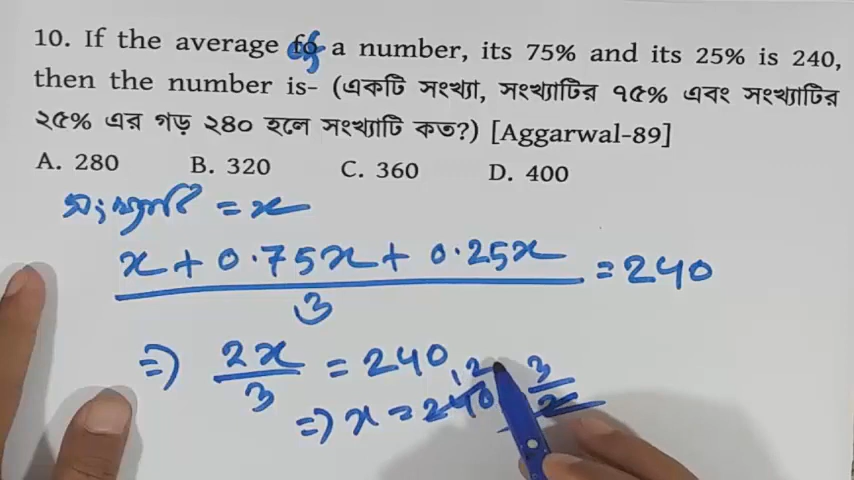 10. If the average of a number, its 75% and its 25% is 240,
then the number is- (একটি সংখ্যা, সংখ্যাটির ৭৫% এবং সংখ্যাটির
২৫% এর গড় ২৪০ হলে সংখ্যাটি কত?) [Aggarwal-89]
A. 280 B. 320 C. 360 D. 400
সংখ্যাটি = x
x + 0.75x + 0.25x
= 240
3
=> 2x/3 = 240
=> x = 240 3/2
12